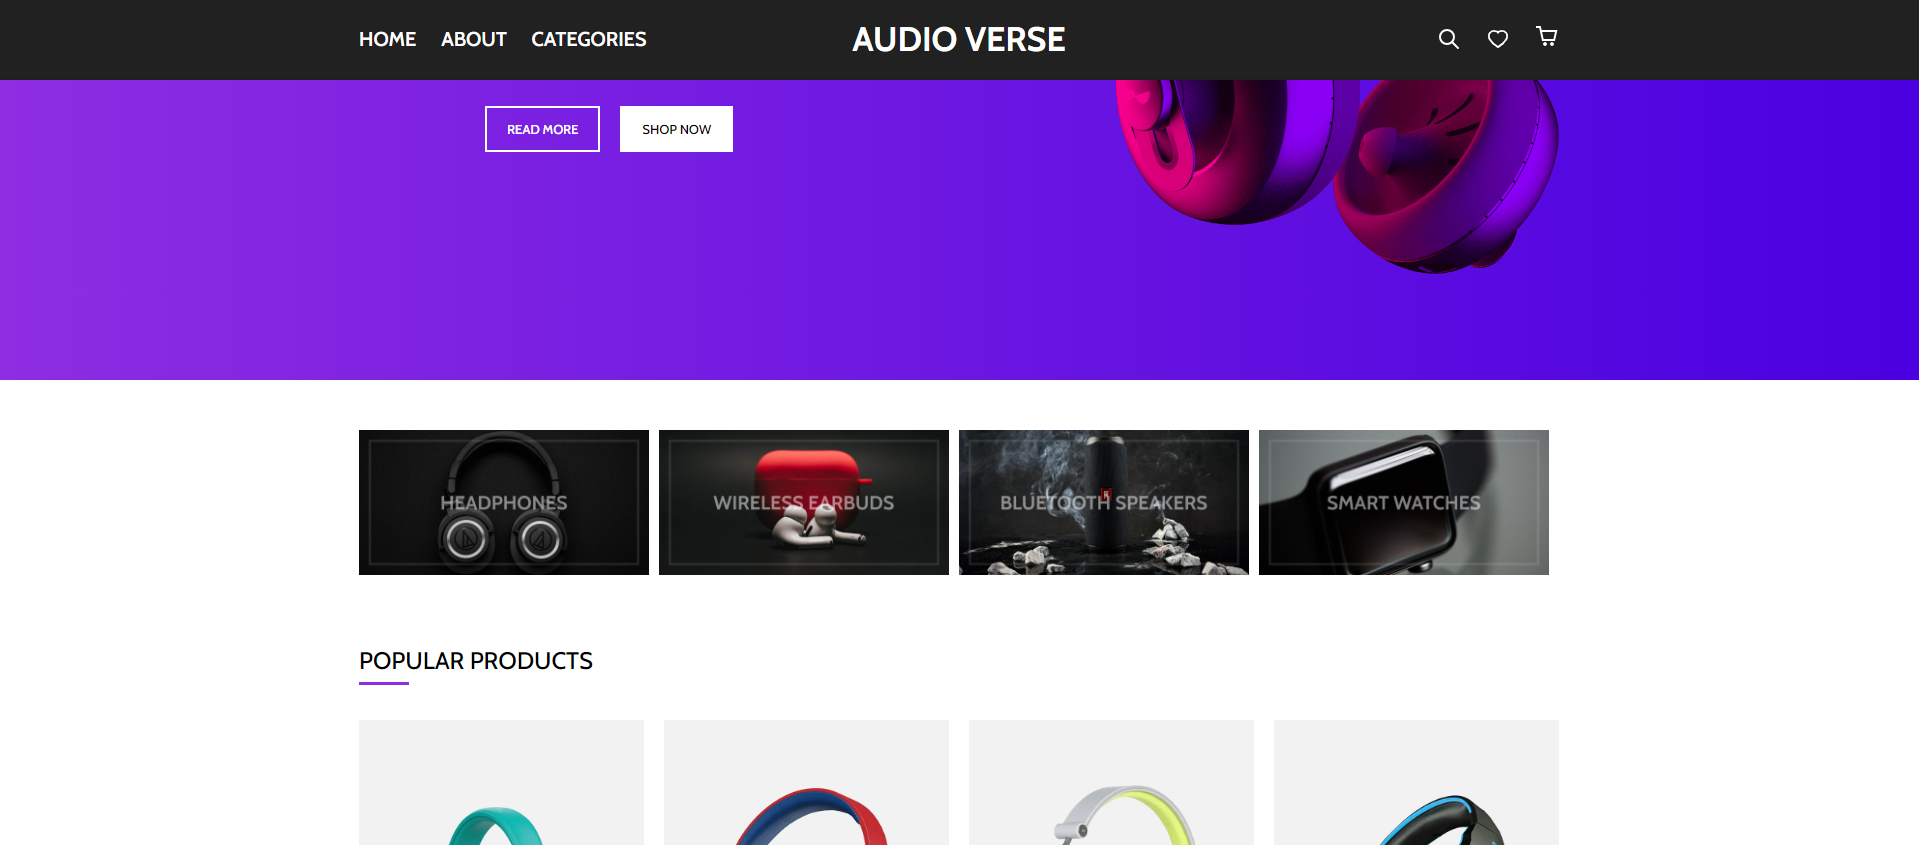 HOME ABOUT CATEGORIES AUDIO VERSE
READ MORE SHOP NOW
HEADPHONES WIRELESS EARBUDS BLUETOOTH SPEAKERS SMART WATCHES
POPULAR PRODUCTS